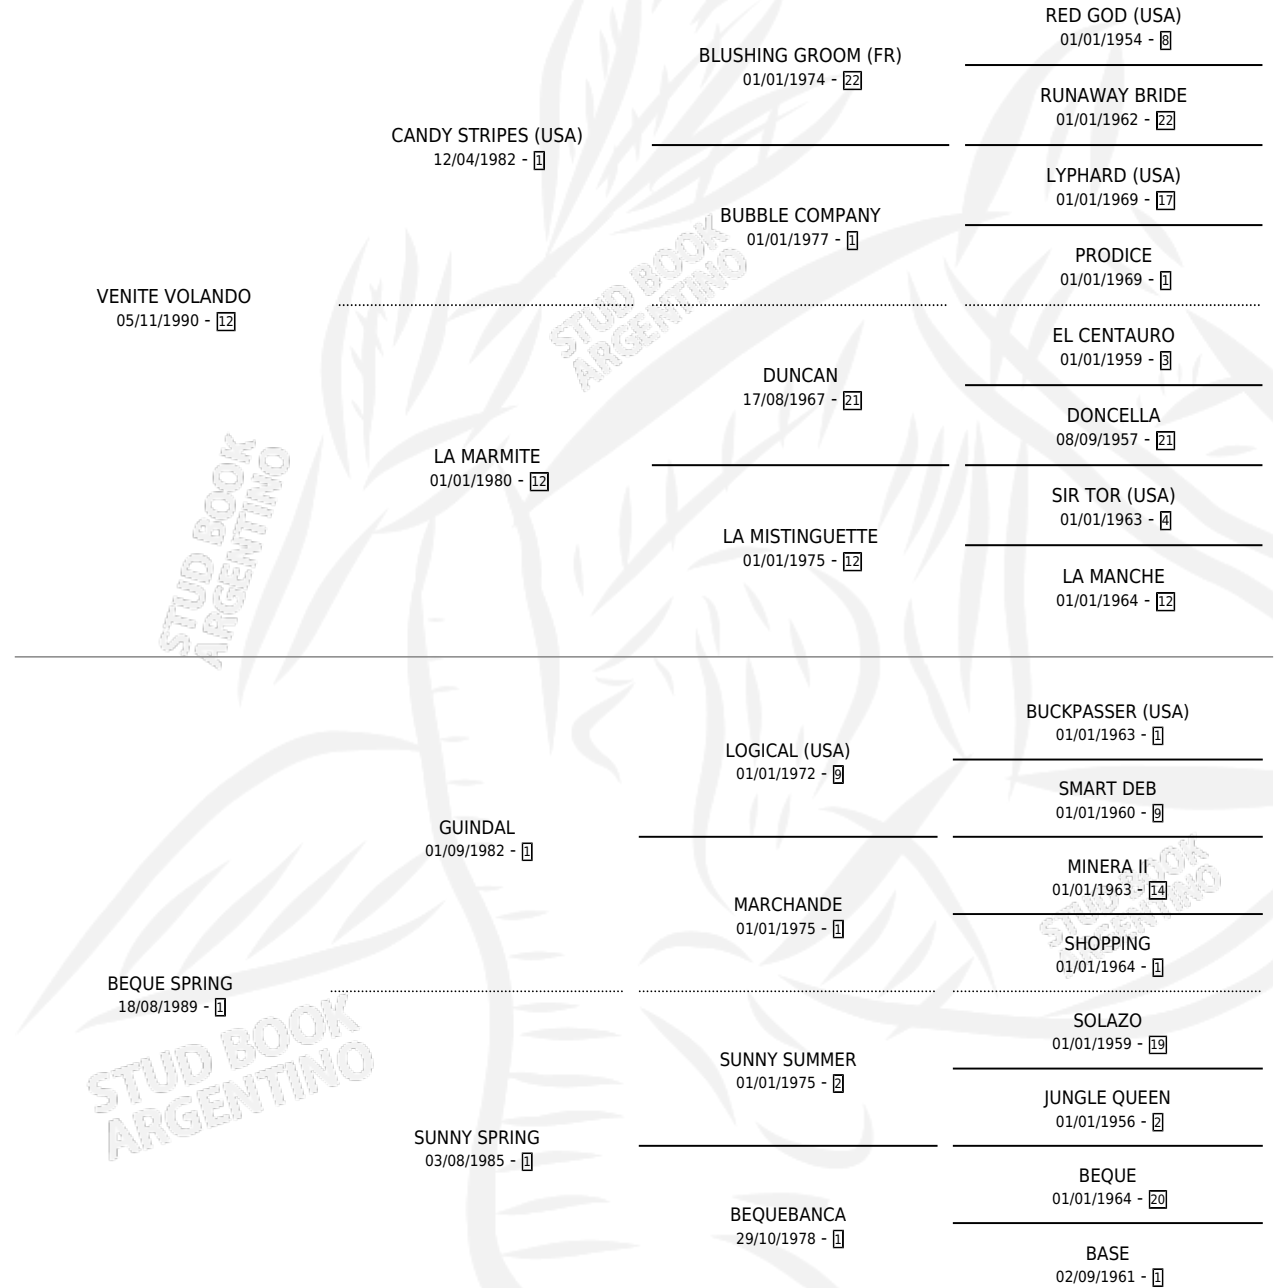 RED GOD (USA)
01/01/1954 - 8
BLUSHING GROOM (FR)
01/01/1974 - 22
RUNAWAY BRIDE
01/01/1962 - 22
CANDY STRIPES (USA)
12/04/1982 - 1
LYPHARD (USA)
01/01/1969 - 17
BUBBLE COMPANY
01/01/1977 - 1
PRODICE
01/01/1969 - 1
VENITE VOLANDO
05/11/1990 - 12
EL CENTAURO
01/01/1959 - 3
DUNCAN
17/08/1967 - 21
DONCELLA
08/09/1957 - 21
LA MARMITE
01/01/1980 - 12
SIR TOR (USA)
01/01/1963 - 4
LA MISTINGUETTE
01/01/1975 - 12
LA MANCHE
01/01/1964 - 12
BUCKPASSER (USA)
01/01/1963 - 1
LOGICAL (USA)
01/01/1972 - 9
SMART DEB
01/01/1960 - 9
GUINDAL
01/09/1982 - 1
MINERA II
01/01/1963 - 14
MARCHANDE
01/01/1975 - 1
SHOPPING
01/01/1964 - 1
BEQUE SPRING
18/08/1989 - 1
SOLAZO
01/01/1959 - 19
SUNNY SUMMER
01/01/1975 - 2
JUNGLE QUEEN
01/01/1956 - 2
SUNNY SPRING
03/08/1985 - 1
BEQUE
01/01/1964 - 20
BEQUEBANCA
29/10/1978 - 1
BASE
02/09/1961 - 1
STUD BOOK
ARGENTINO
STUD BOOK
ARGENTINO
STUD BOOK
ARGENTINO
STUD BOOK
ARGENTINO